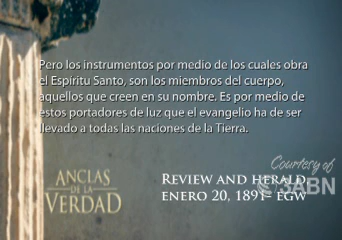 Pero los instrumentos por medio de los cuales obra
el Espíritu Santo, son los miembros del cuerpo,
aquellos que creen en su nombre. Es por medio de
estos portadores de luz que el evangelio ha de ser
llevado a todas las naciones de la Tierra.
Courtesy of
3ABN
ANCLAS
DE LA
VERDAD
Review and Herald
enero 20, 1891- EGW